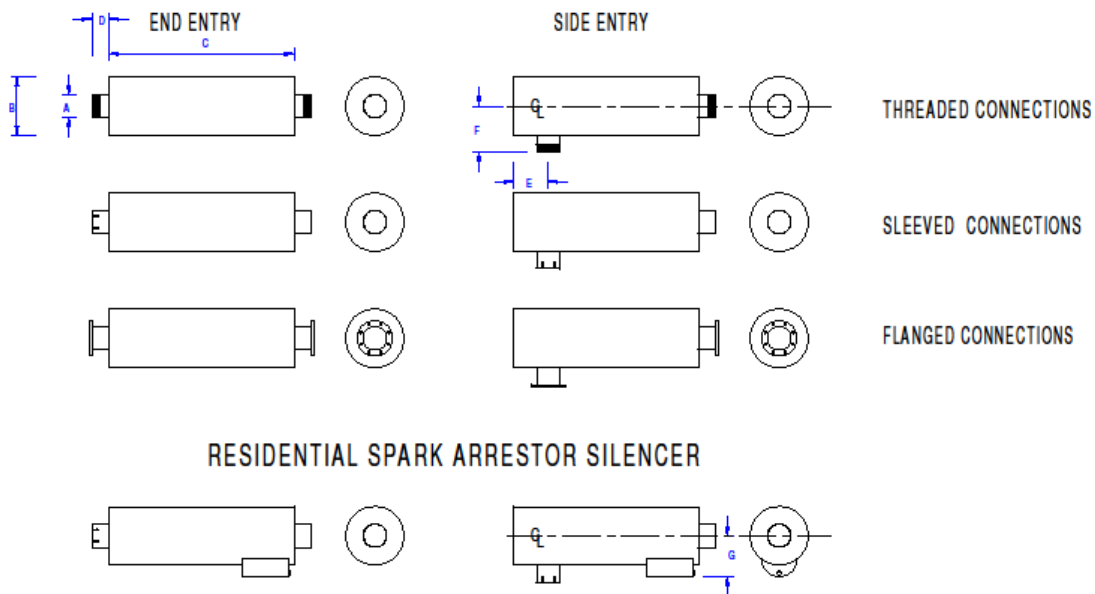 END ENTRY
SIDE ENTRY
D
C
B
A
F
E
CL
THREADED CONNECTIONS
SLEEVED CONNECTIONS
FLANGED CONNECTIONS
RESIDENTIAL SPARK ARRESTOR SILENCER
CL
G